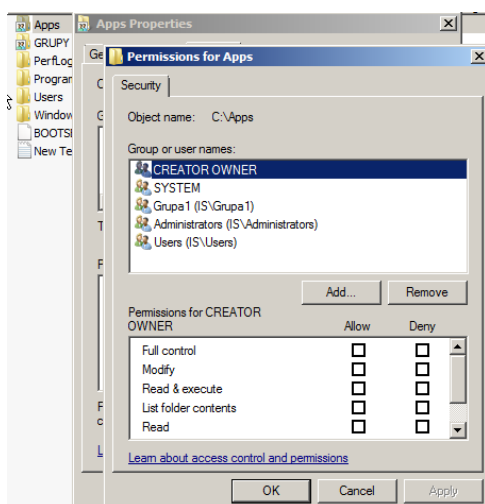 Apps
GRUPY
PerfLog
Program
Users
Window
BOOTS
New Te
Apps Properties
Ge
Permissions for Apps
Security
Object name: C:\Apps
Group or user names:
CREATOR OWNER
SYSTEM
Grupa1 (IS\Grupa1)
Administrators (IS\Administrators)
Users (IS\Users)
Add...
Remove
Permissions for CREATOR
OWNER
Allow
Deny
Full control
Modify
Read & execute
List folder contents
Read
Learn about access control and permissions
OK
Cancel
Apply